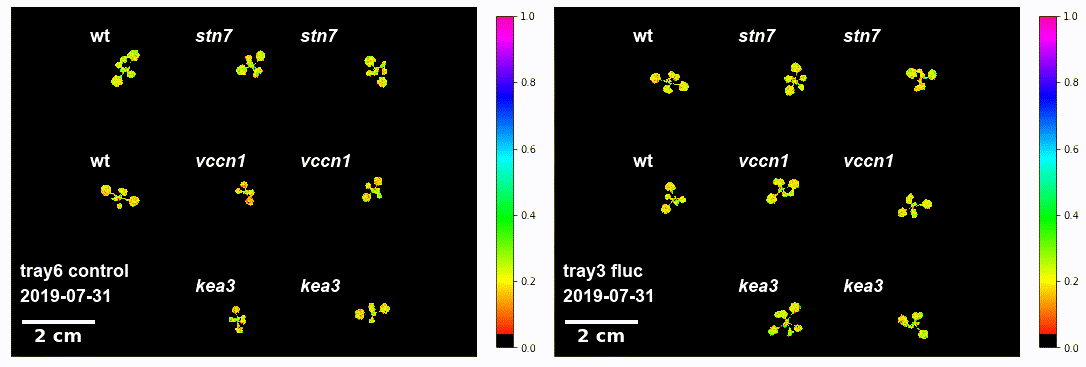 wt stn7 stn7
wt vccn1 vccn1
kea3 kea3
tray6 control
2019-07-31
2 cm
1.0
0.8
0.6
0.4
0.2
0.0
wt stn7 stn7
wt vccn1 vccn1
kea3 kea3
tray3 fluc
2019-07-31
2 cm
1.0
0.8
0.6
0.4
0.2
0.0